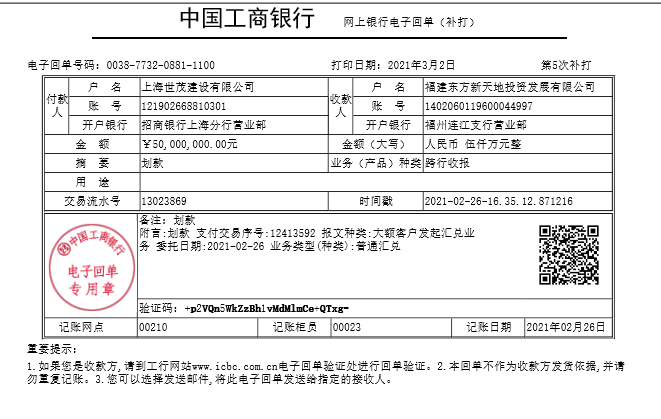 中国工商银行 网上银行电子回单（补打）
电子回单号码：0038-7732-0881-1100 打印日期：2021年3月2日 第5次补打
付款人 户 名 上海世茂建设有限公司 收款人 户 名 福建东方新天地投资发展有限公司
账 号 121902668810301 账 号 1402060119600044997
开户银行 招商银行上海分行营业部 开户银行 福州连江支行营业部
金 额 ￥50,000,000.00元 金额（大写） 人民币 伍仟万元整
摘 要 划款 业务（产品）种类 跨行收报
用 途
交易流水号 13023869 时间戳 2021-02-26-16.35.12.871216
中国工商银行
电子回单
专用章
备注：划款
附言:划款 支付交易序号:12413592 报文种类:大额客户发起汇兑业
务 委托日期:2021-02-26 业务类型(种类):普通汇兑
验证码：+p2VQn5WkZzBhlvMdMlmCe+QTxg=
记账网点 00210 记账柜员 00023 记账日期 2021年02月26日
重要提示：
1.如果您是收款方,请到工行网站www.icbc.com.cn电子回单验证处进行回单验证。2.本回单不作为收款方发货依据,并请
勿重复记账。3.您可以选择发送邮件,将此电子回单发送给指定的接收人。